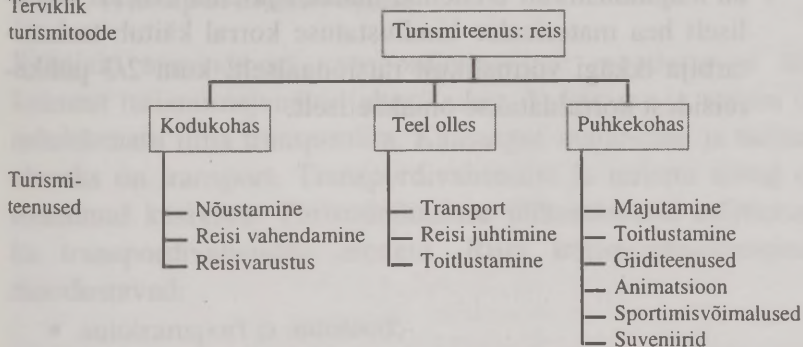 Terviklik
turismitoode
Turismiteenus: reis
Kodukohas
Teel olles
Puhkekohas
Turismi-
teenused
Nõustamine
Reisi vahendamine
Reisivarustus
Transport
Reisi juhtimine
Toitlustamine
Majutamine
Toitlustamine
Giiditeenused
Animatsioon
Sportimisvõimalused
Suveniirid